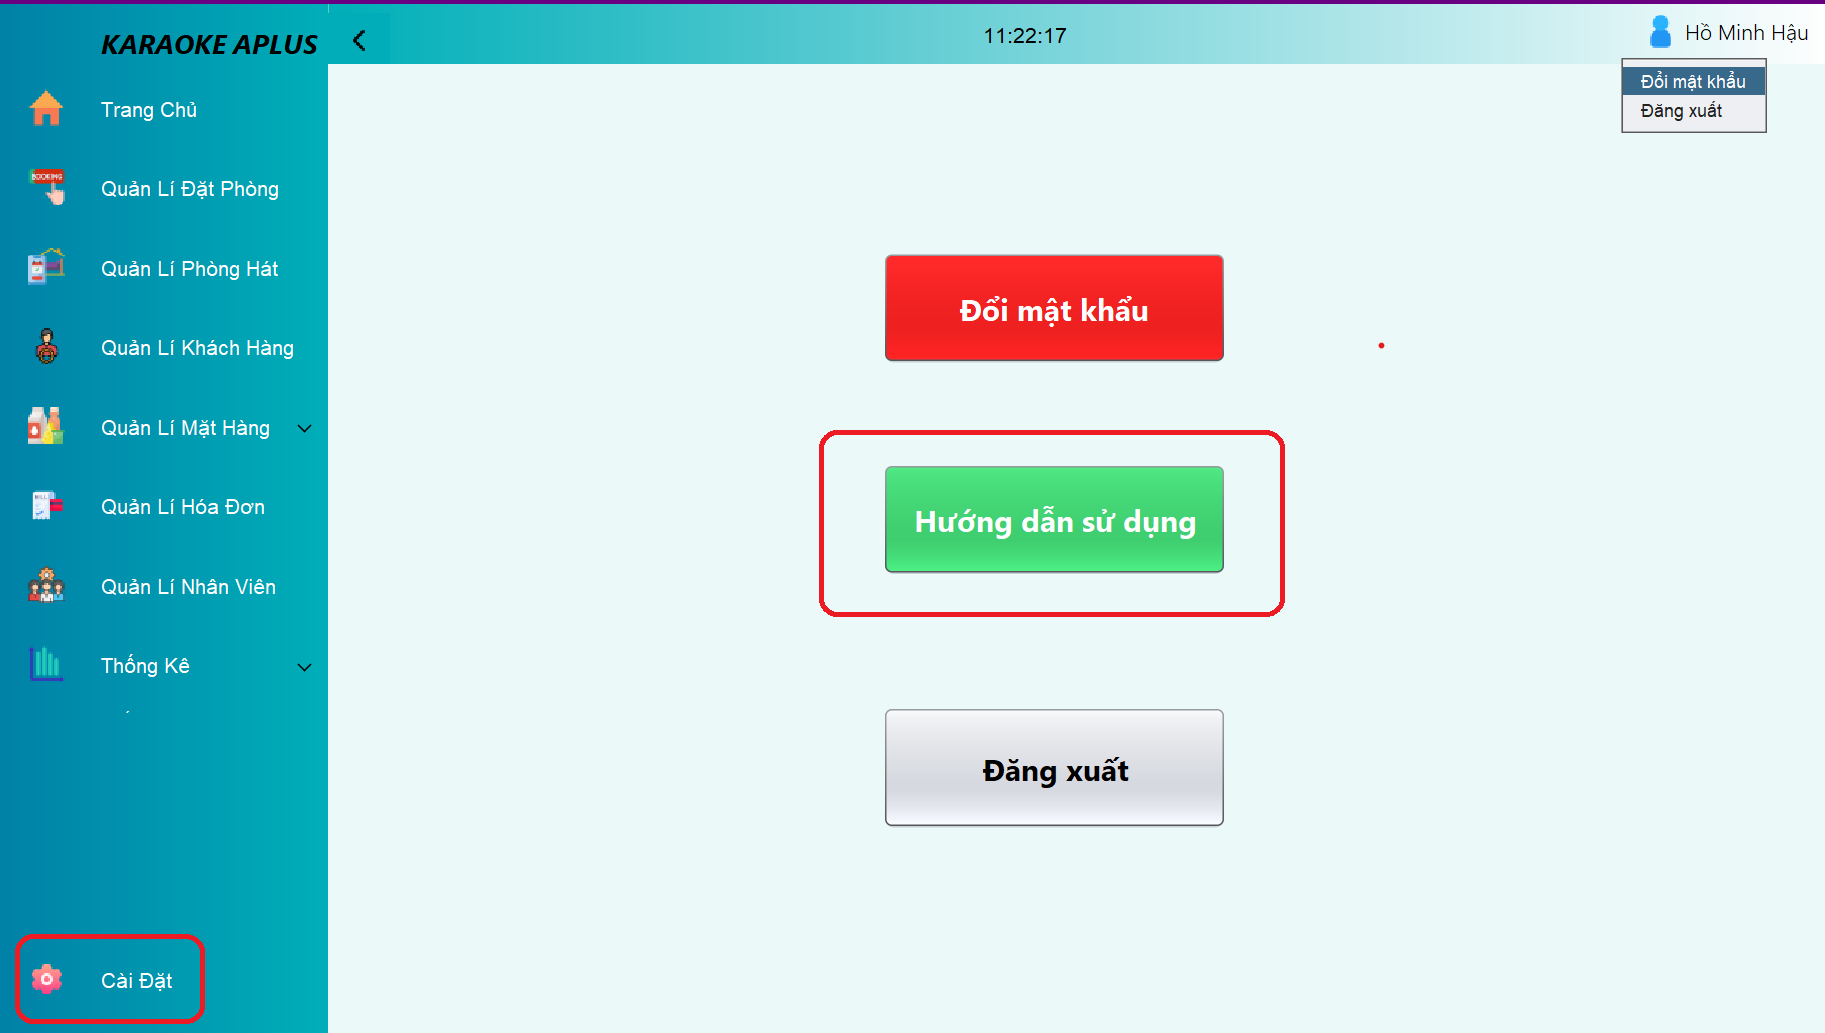 KARAOKE APLUS
11:22:17
Hồ Minh Hậu
Đổi mật khẩu
Đăng xuất
Trang Chủ
BOOKING
Quản Lí Đặt Phòng
Quản Lí Phòng Hát
Quản Lí Khách Hàng
Quản Lí Mặt Hàng
Quản Lí Hóa Đơn
Quản Lí Nhân Viên
Thống Kê
Cài Đặt
Đổi mật khẩu
Hướng dẫn sử dụng
Đăng xuất